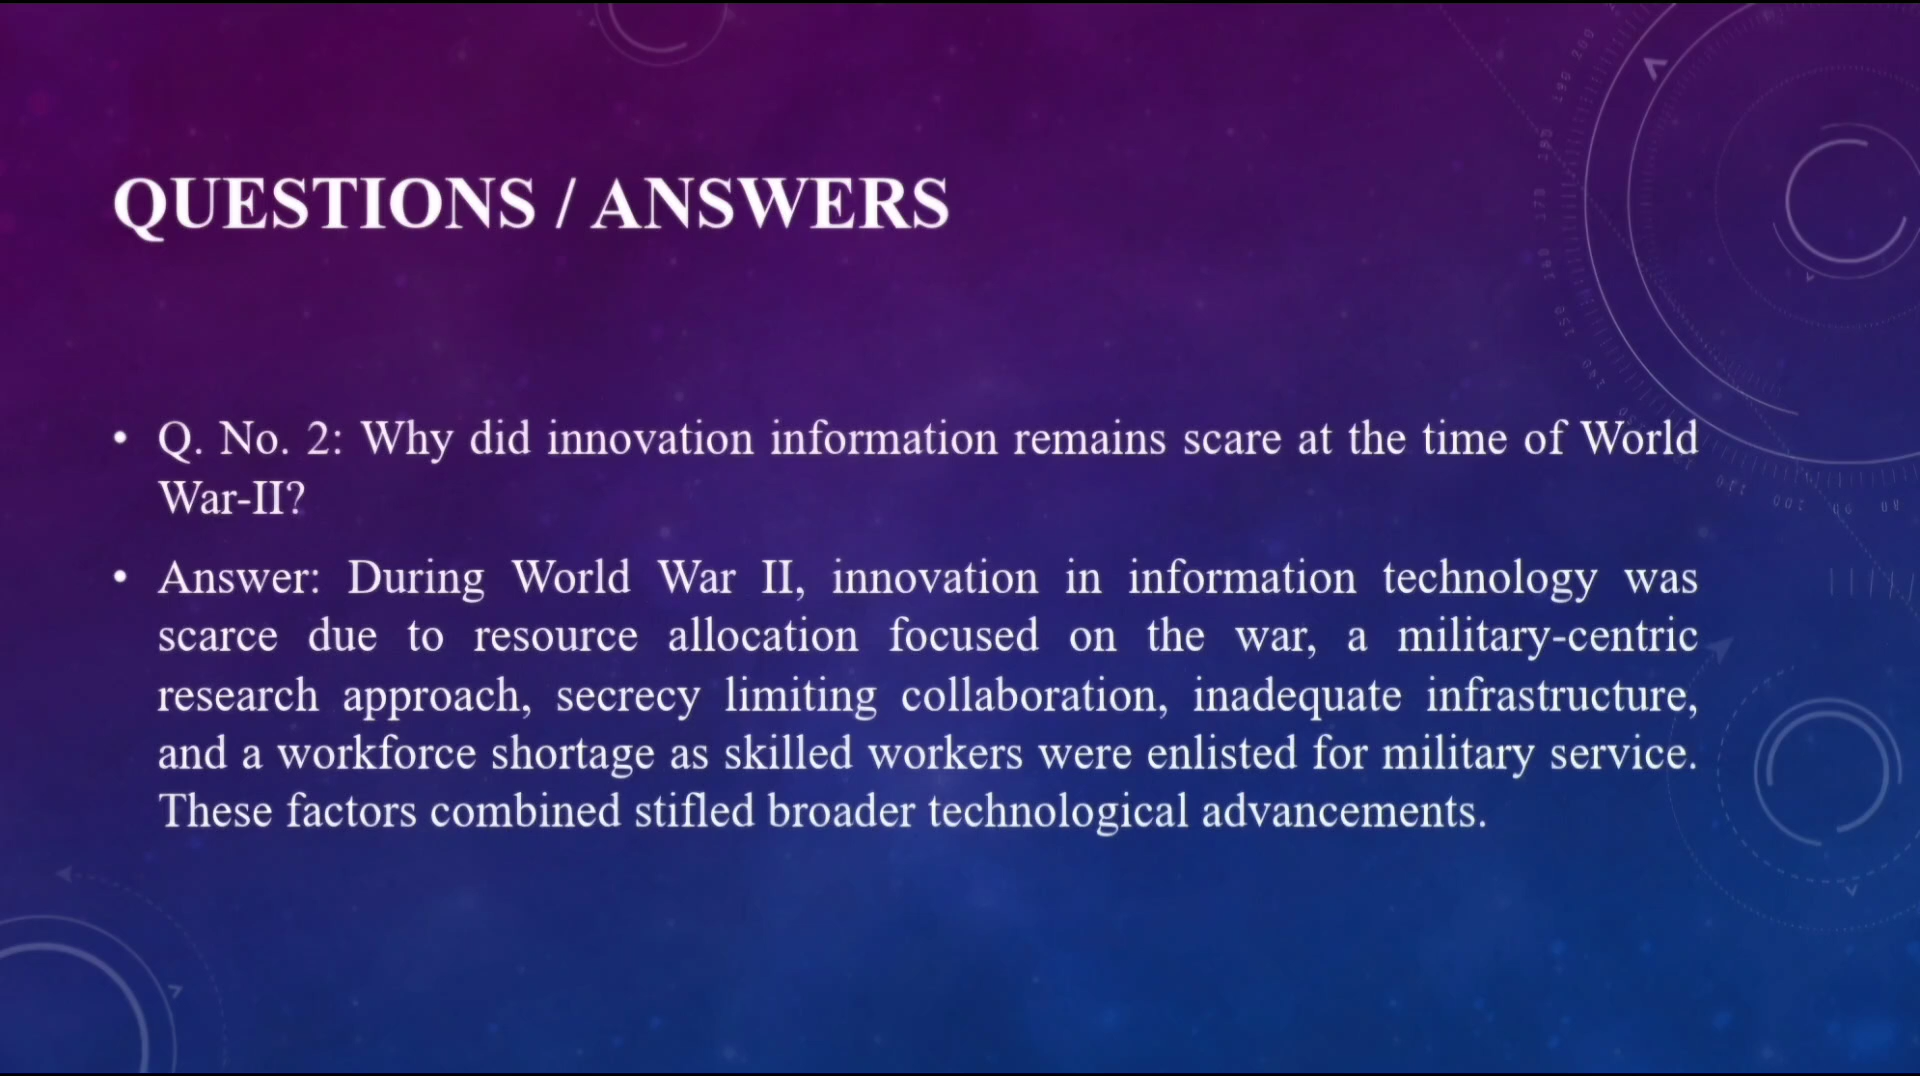 QUESTIONS / ANSWERS
• Q. No. 2: Why did innovation information remains scare at the time of World
War-II?
• Answer: During World War II, innovation in information technology was
scarce due to resource allocation focused on the war, a military-centric
research approach, secrecy limiting collaboration, inadequate infrastructure,
and a workforce shortage as skilled workers were enlisted for military service.
These factors combined stifled broader technological advancements.